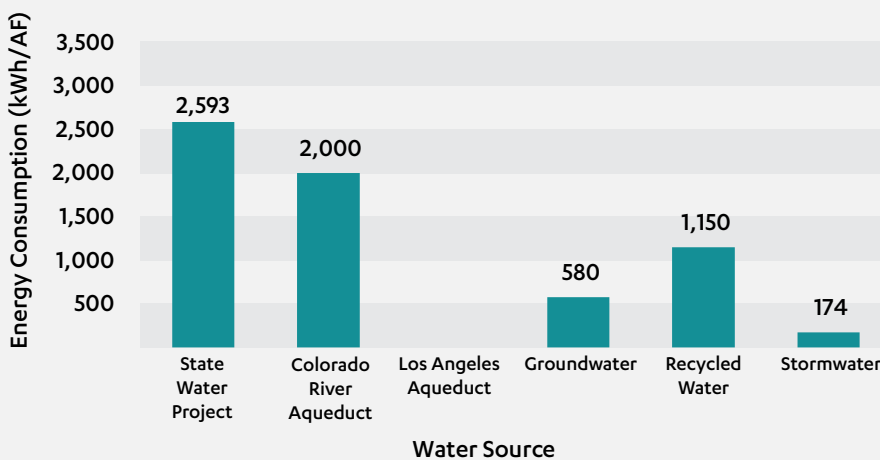 Energy Consumption (kWh/AF)
3,500
3,000
2,500
2,000
1,500
1,000
500
2,593
2,000
580
1,150
174
State
Water
Project
Colorado
River
Aqueduct
Los Angeles
Aqueduct
Groundwater
Recycled
Water
Stormwater
Water Source